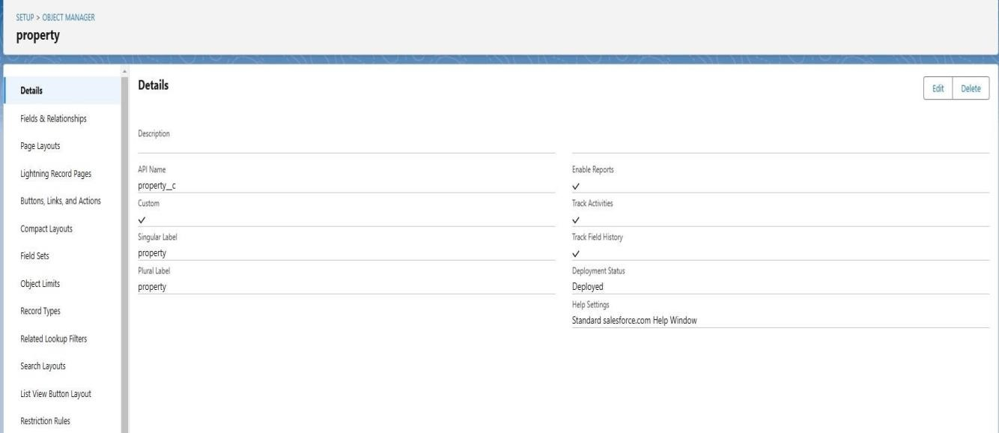 SETUP > OBJECT MANAGER
property
Details
Fields & Relationships
Page Layouts
Lightning Record Pages
Buttons, Links, and Actions
Compact Layouts
Field Sets
Object Limits
Record Types
Related Lookup Filters
Search Layouts
List View Button Layout
Restriction Rules
Details
Edit
Delete
Description
API Name
property__c
Custom
Singular Label
property
Plural Label
property
Enable Reports
Track Activities
Track Field History
Deployment Status
Deployed
Help Settings
Standard salesforce.com Help Window